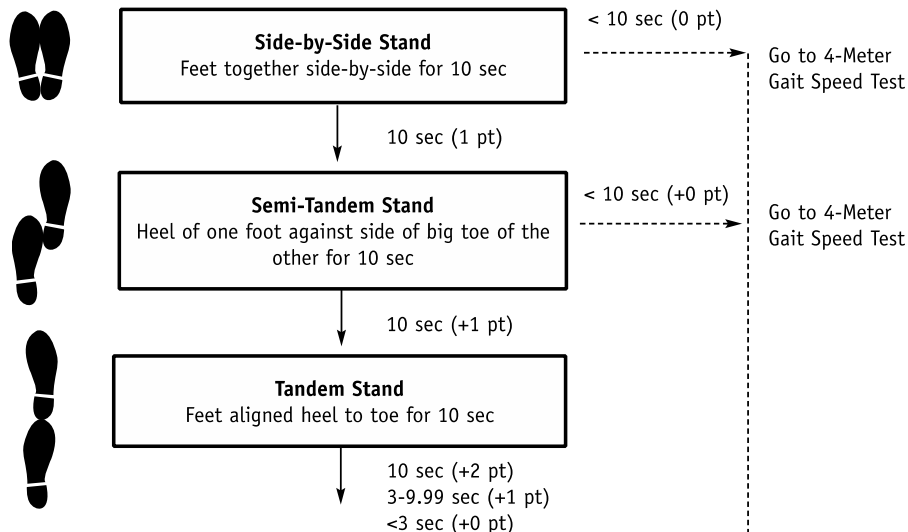 < 10 sec (0 pt)
Side-by-Side Stand
Feet together side-by-side for 10 sec
Go to 4-Meter
Gait Speed Test
10 sec (1 pt)
< 10 sec (+0 pt)
Semi-Tandem Stand
Heel of one foot against side of big toe of the
other for 10 sec
Go to 4-Meter
Gait Speed Test
10 sec (+1 pt)
Tandem Stand
Feet aligned heel to toe for 10 sec
10 sec (+2 pt)
3-9.99 sec (+1 pt)
<3 sec (+0 pt)